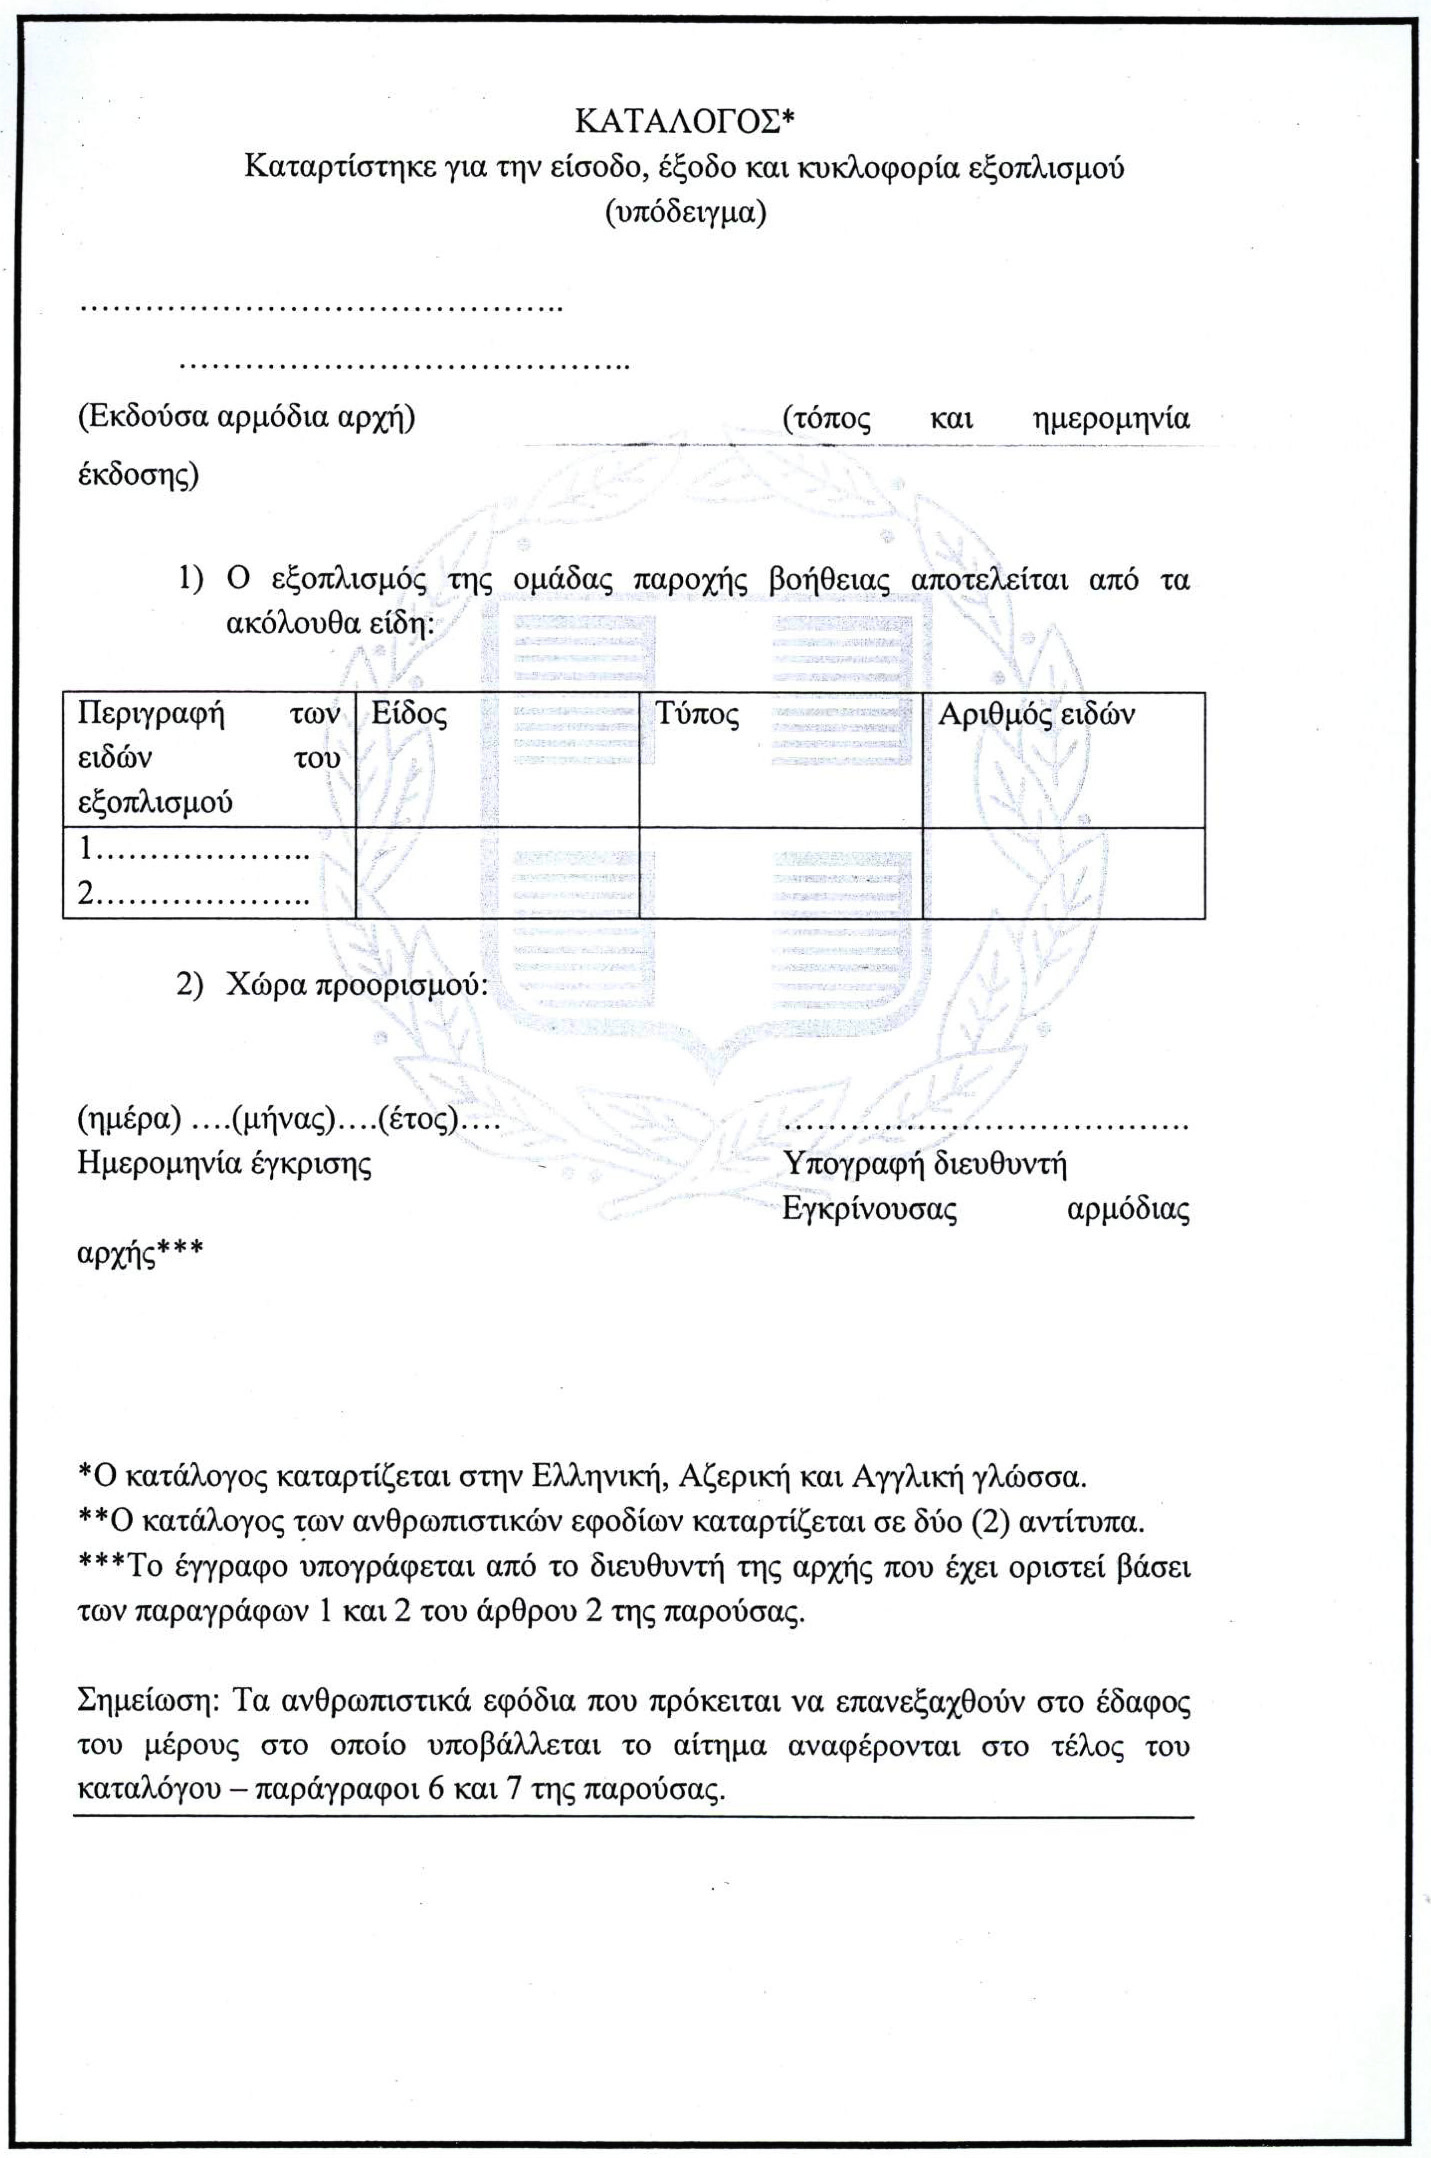 ΚΑΤΑΛΟΓΟΣ*
Καταρτίστηκε για την είσοδο, έξοδο και κυκλοφορία εξοπλισμού
(υπόδειγμα)
…………………………………………..
………………………………………..
(Εκδούσα αρμόδια αρχή) (τόπος και ημερομηνία
έκδοσης)
1) Ο εξοπλισμός της ομάδας παροχής βοήθειας αποτελείται από τα
ακόλουθα είδη:
Περιγραφή των Είδος Τύπος Αριθμός ειδών
ειδών του
εξοπλισμού
1…………………..
2…………………..
2) Χώρα προορισμού:
(ημέρα) ….(μήνας)….(έτος)…. ……………………………………
Ημερομηνία έγκρισης Υπογραφή διευθυντή
Εγκρίνουσας αρμόδιας
αρχής***
*Ο κατάλογος καταρτίζεται στην Ελληνική, Αζερική και Αγγλική γλώσσα.
**Ο κατάλογος των ανθρωπιστικών εφοδίων καταρτίζεται σε δύο (2) αντίτυπα.
***Το έγγραφο υπογράφεται από το διευθυντή της αρχής που έχει οριστεί βάσει
των παραγράφων 1 και 2 του άρθρου 2 της παρούσας.
Σημείωση: Τα ανθρωπιστικά εφόδια που πρόκειται να επανεξαχθούν στο έδαφος
του μέρους στο οποίο υποβάλλεται το αίτημα αναφέρονται στο τέλος του
καταλόγου – παράγραφοι 6 και 7 της παρούσας.